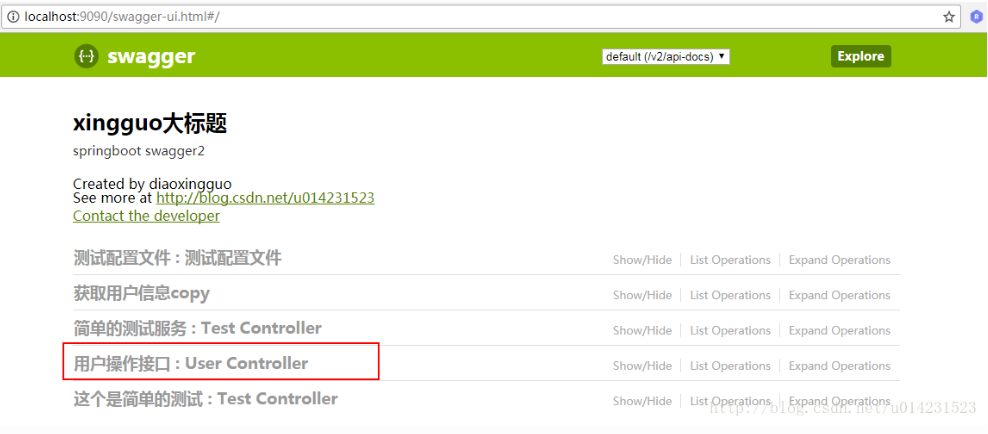 localhost:9090/swagger-ui.html#/
{···} swagger default (/v2/api-docs) Explore
xingguo大标题
springboot swagger2
Created by diaoxingguo
See more at http://blog.csdn.net/u014231523
Contact the developer
测试配置文件 : 测试配置文件 Show/Hide List Operations Expand Operations
获取用户信息copy Show/Hide List Operations Expand Operations
简单的测试服务 : Test Controller Show/Hide List Operations Expand Operations
用户操作接口 : User Controller Show/Hide List Operations Expand Operations
这个是简单的测试 : Test Controller Show/Hide List Operations Expand Operations
http://blog.csdn.net/u014231523